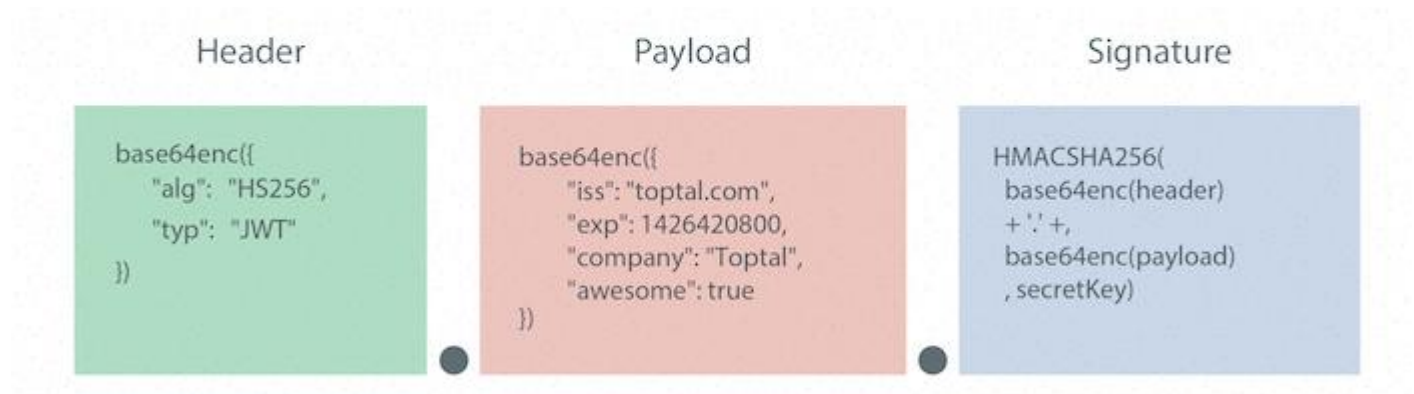 Header
base64enc({
"alg": "HS256",
"typ": "JWT"
})
Payload
base64enc({
"iss": "toptal.com",
"exp": 1426420800,
"company": "Toptal",
"awesome": true
})
Signature
HMACSHA256(
base64enc(header)
+ '.' +,
base64enc(payload)
, secretKey)